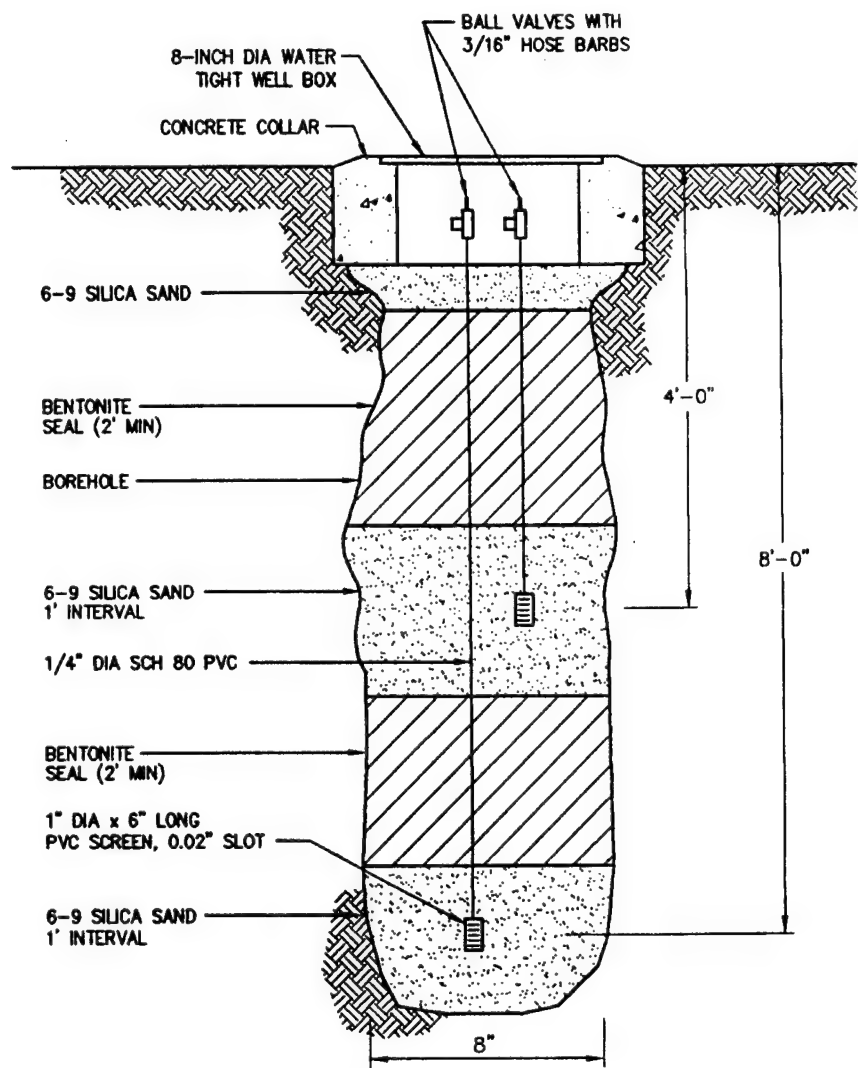 BALL VALVES WITH
3/16" HOSE BARBS
8-INCH DIA WATER
TIGHT WELL BOX
CONCRETE COLLAR
6-9 SILICA SAND
4'-0"
BENTONITE
SEAL (2' MIN)
BOREHOLE
8'-0"
6-9 SILICA SAND
1' INTERVAL
1/4" DIA SCH 80 PVC
BENTONITE
SEAL (2' MIN)
1" DIA x 6" LONG
PVC SCREEN, 0.02" SLOT
6-9 SILICA SAND
1' INTERVAL
8"